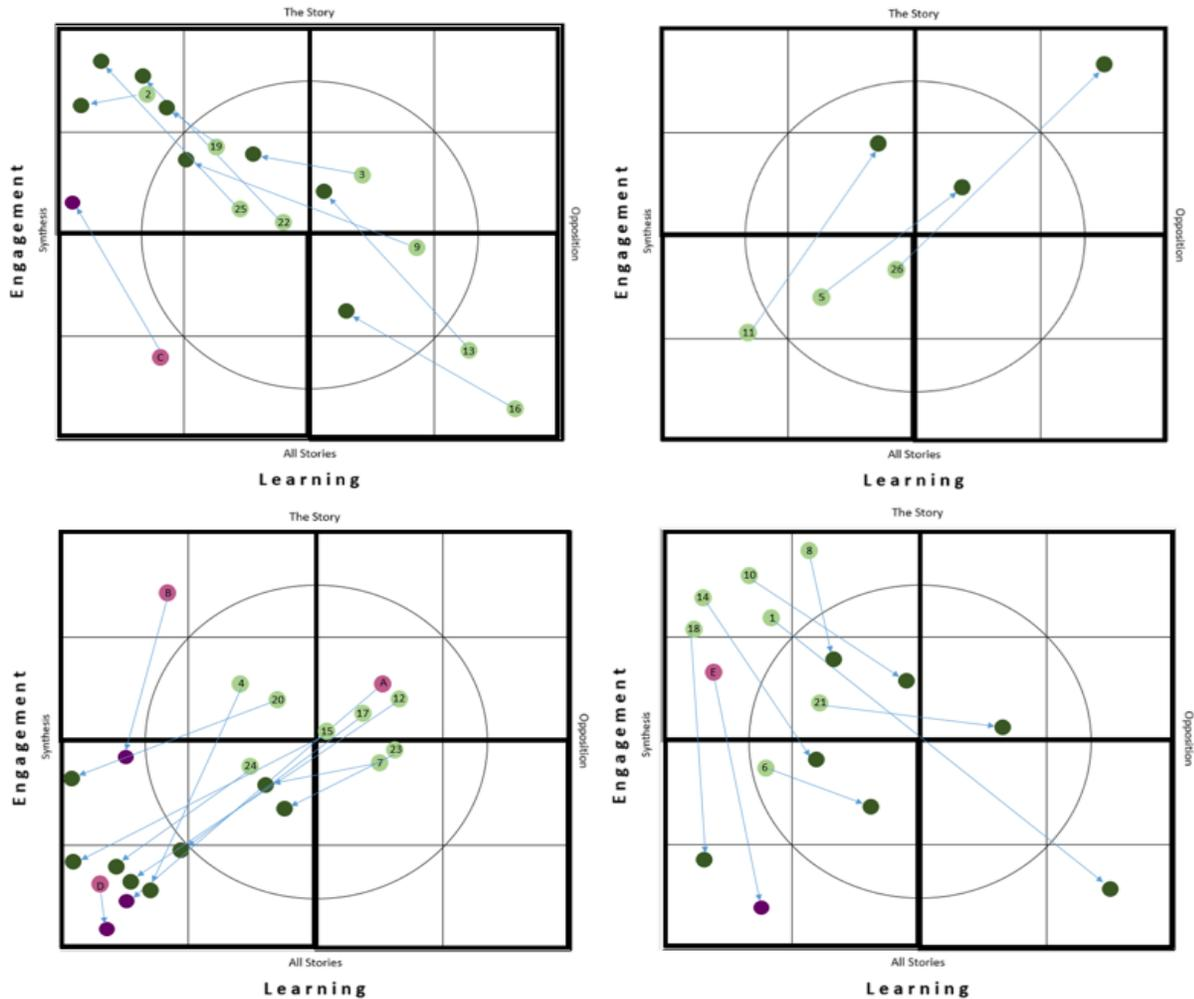 The Story
Engagement
Synthesis
Opposition
2
19
3
25
22
9
C
13
16
All Stories
Learning
The Story
Engagement
Synthesis
Opposition
26
5
11
All Stories
Learning
The Story
Engagement
Synthesis
Opposition
B
4
A
20
12
17
15
23
24
7
D
All Stories
Learning
The Story
Engagement
Synthesis
Opposition
8
10
14
1
18
E
21
6
All Stories
Learning